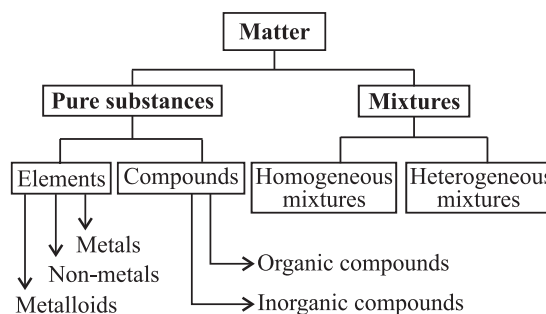 Matter
Pure substances
Mixtures
Elements
Compounds
Homogeneous
mixtures
Heterogeneous
mixtures
Metals
Non-metals
Metalloids
Organic compounds
Inorganic compounds